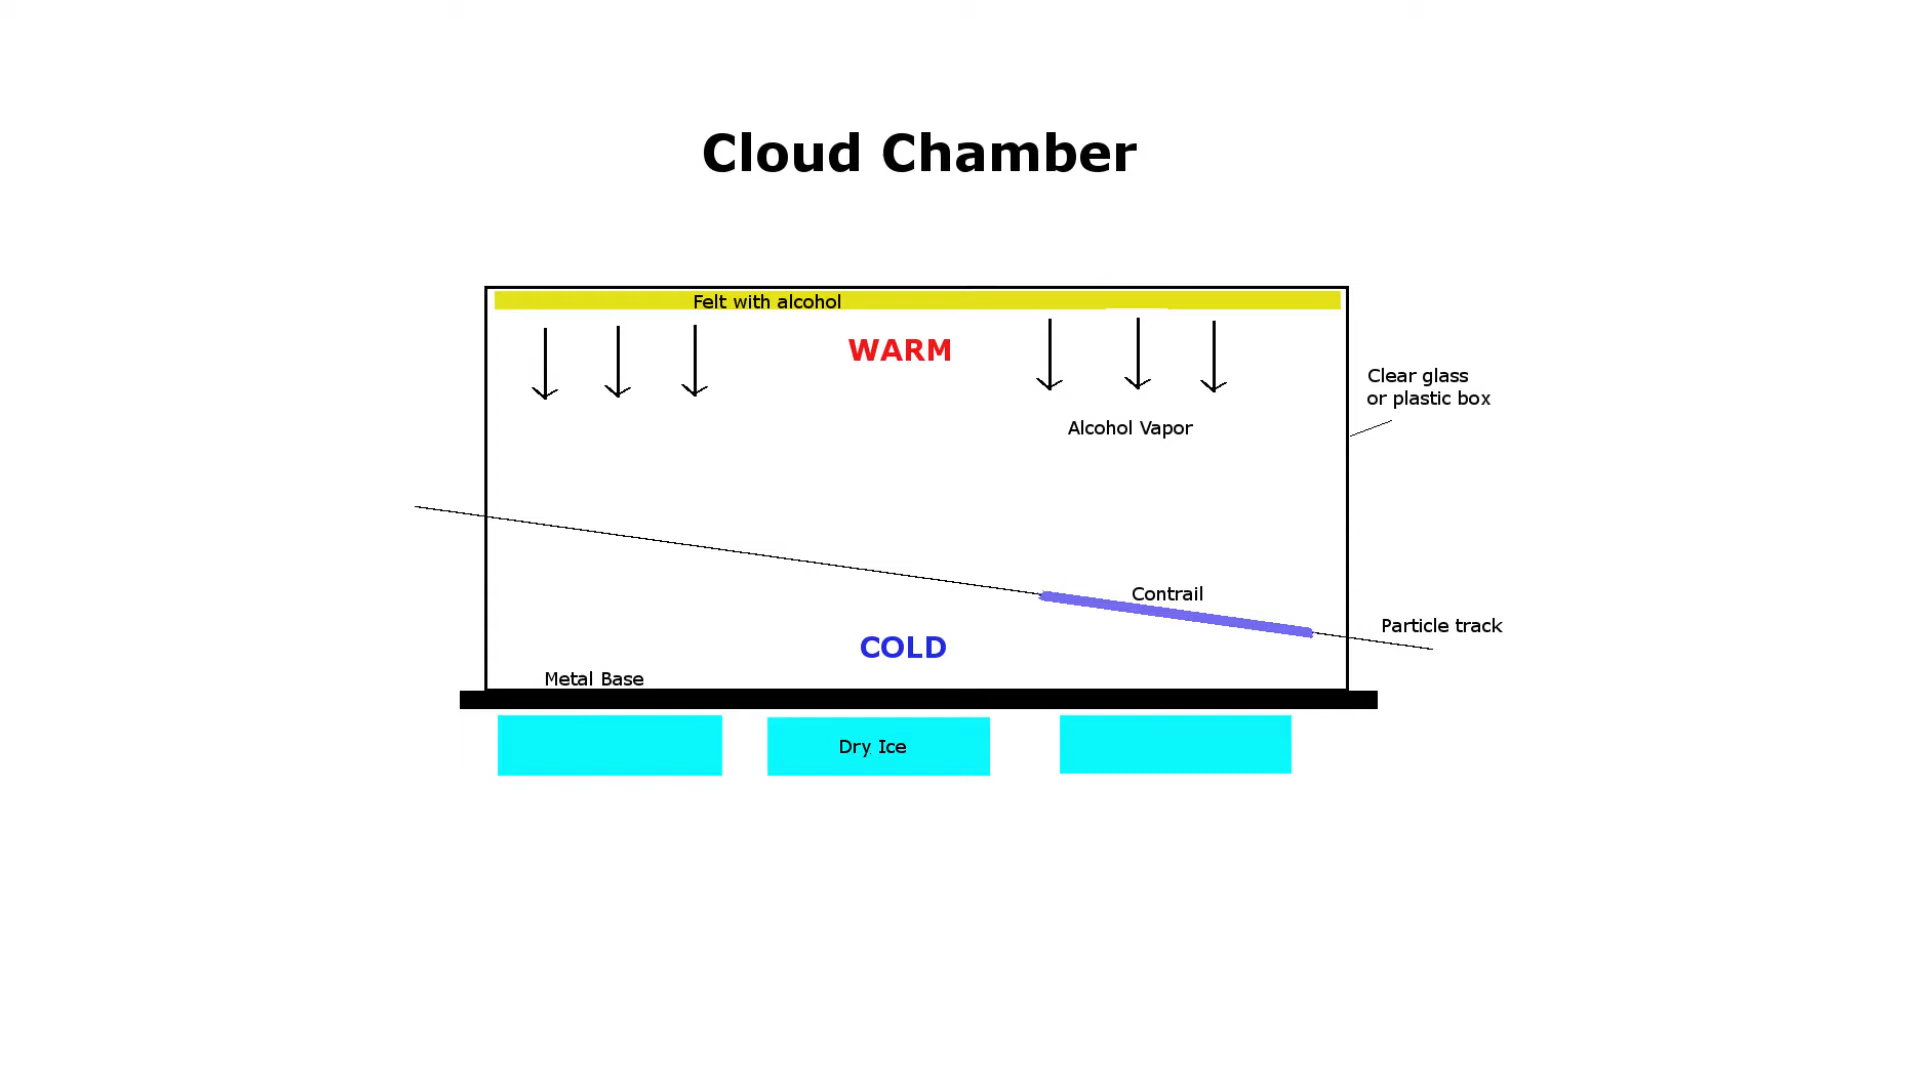 Cloud Chamber
Felt with alcohol
WARM
Clear glass
or plastic box
Alcohol Vapor
Contrail
Particle track
COLD
Metal Base
Dry Ice